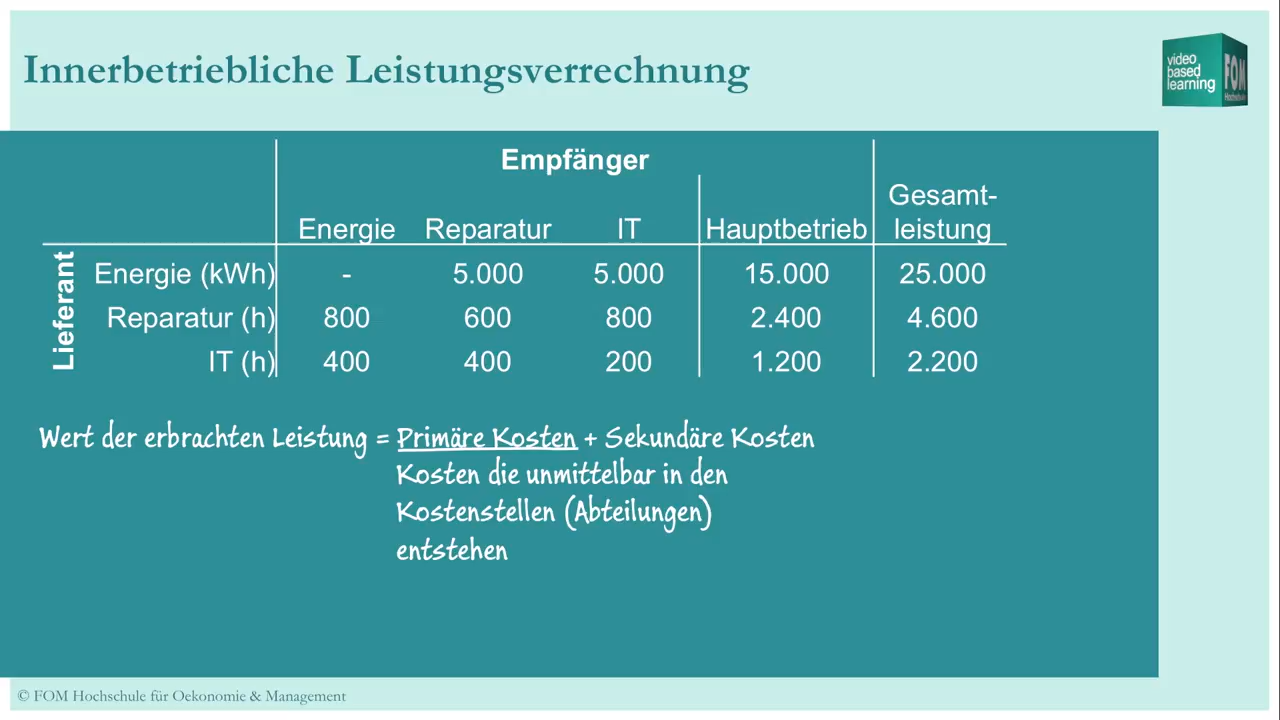 Innerbetriebliche Leistungsverrechnung
video
based
learning
FOM
Hochschule
Empfänger
Gesamt-
Energie Reparatur IT Hauptbetrieb leistung
Lieferant
Energie (kWh) - 5.000 5.000 15.000 25.000
Reparatur (h) 800 600 800 2.400 4.600
IT (h) 400 400 200 1.200 2.200
Wert der erbrachten Leistung = Primäre Kosten + Sekundäre Kosten
Kosten die unmittelbar in den
Kostenstellen (Abteilungen)
entstehen
© FOM Hochschule für Oekonomie & Management